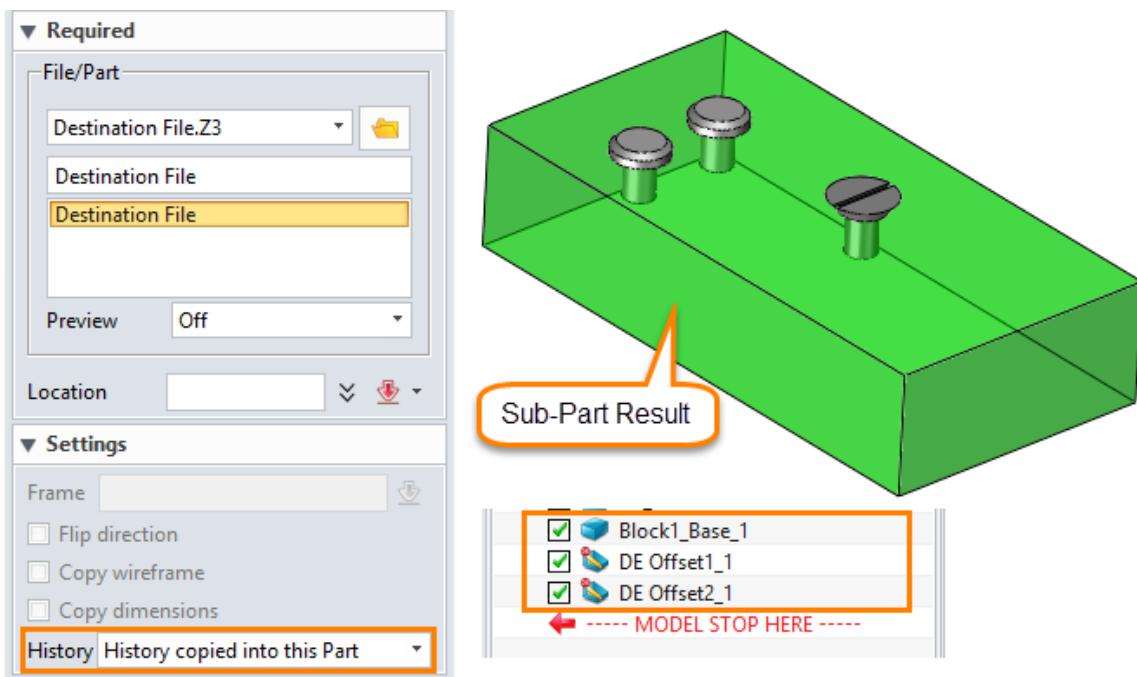 Required
File/Part
Destination File.Z3
Destination File
Destination File
Preview Off
Location
Settings
Frame
Flip direction
Copy wireframe
Copy dimensions
History History copied into this Part
Sub-Part Result
Block1_Base_1
DE Offset1_1
DE Offset2_1
----- MODEL STOP HERE -----